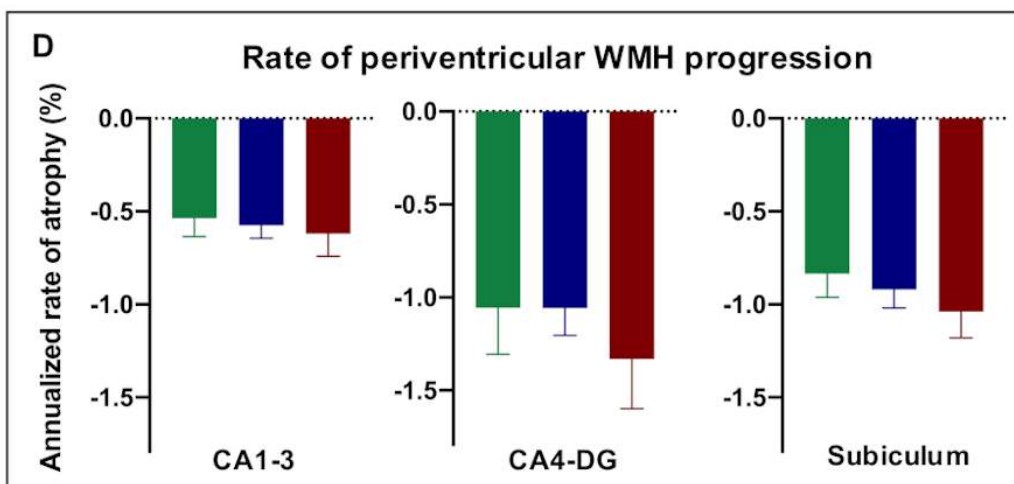 D
Rate of periventricular WMH progression
Annualized rate of atrophy (%)
0.0
-0.5
-1.0
-1.5
CA1-3
0.0
-0.5
-1.0
-1.5
CA4-DG
0.0
-0.5
-1.0
-1.5
Subiculum